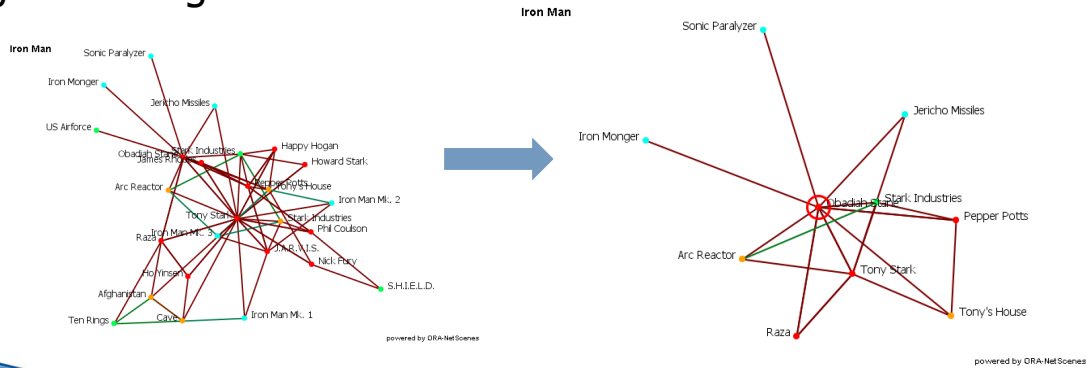 Iron Man
Sonic Paralyzer
Iron Monger
Jericho Missiles
US Airforce
Stark Industries
Happy Hogan
Obadiah Stane
James Rhodes
Howard Stark
Arc Reactor
Pepper Potts
Tony's House
Iron Man Mk. 2
Tony Stark
Stark Industries
Phil Coulson
Iron Man Mk. 3
Raza
J.A.R.V.I.S.
Nick Fury
Ho Yinsen
S.H.I.E.L.D.
Afghanistan
Ten Rings
Cave
Iron Man Mk. 1
powered by ORA-NetScenes
Iron Man
Sonic Paralyzer
Jericho Missiles
Iron Monger
Obadiah Stane
Stark Industries
Pepper Potts
Arc Reactor
Tony Stark
Tony's House
Raza
powered by ORA-NetScenes